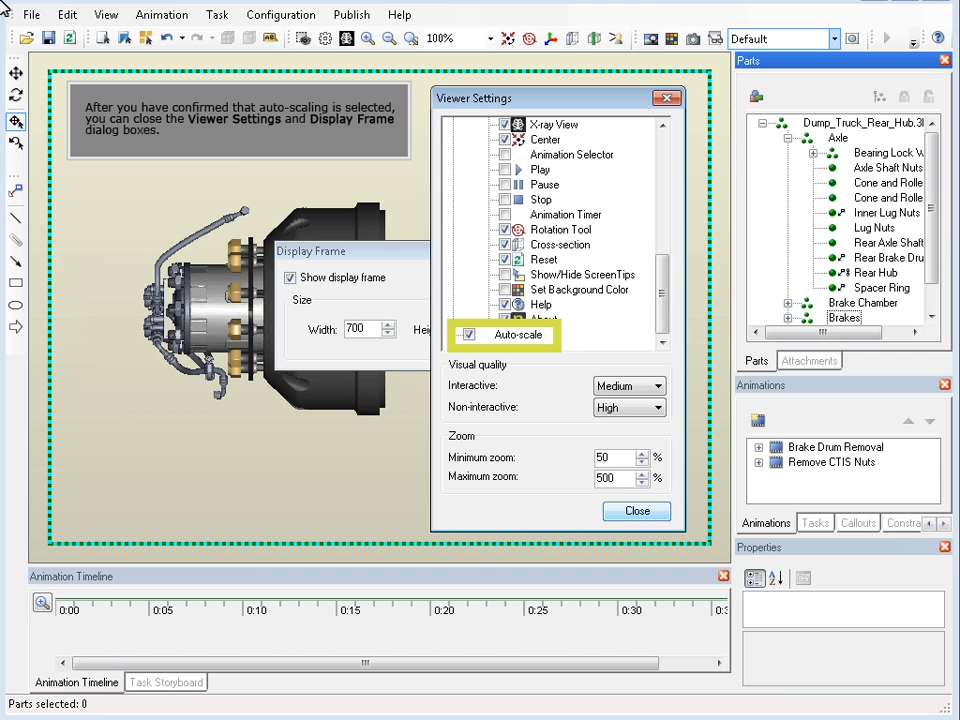 File Edit View Animation Task Configuration Publish Help
100% Default
After you have confirmed that auto-scaling is selected,
you can close the Viewer Settings and Display Frame
dialog boxes.
Display Frame
Show display frame
Size
Width: 700
Viewer Settings
X-ray View
Center
Animation Selector
Play
Pause
Stop
Animation Timer
Rotation Tool
Cross-section
Reset
Show/Hide ScreenTips
Set Background Color
Help
Auto-scale
Visual quality
Interactive: Medium
Non-interactive: High
Zoom
Minimum zoom: 50 %
Maximum zoom: 500 %
Close
Parts
Dump_Truck_Rear_Hub.3
Axle
Bearing Lock W
Axle Shaft Nuts
Cone and Rolle
Cone and Rolle
Inner Lug Nuts
Lug Nuts
Rear Axle Shaft
Rear Brake Dru
Rear Hub
Spacer Ring
Brake Chamber
Brakes
Parts Attachments
Animations
Brake Drum Removal
Remove CTIS Nuts
Animations Tasks Callouts Constra
Properties
Animation Timeline
0:00 0:05 0:10 0:15 0:20 0:25 0:30
Animation Timeline Task Storyboard
Parts selected: 0